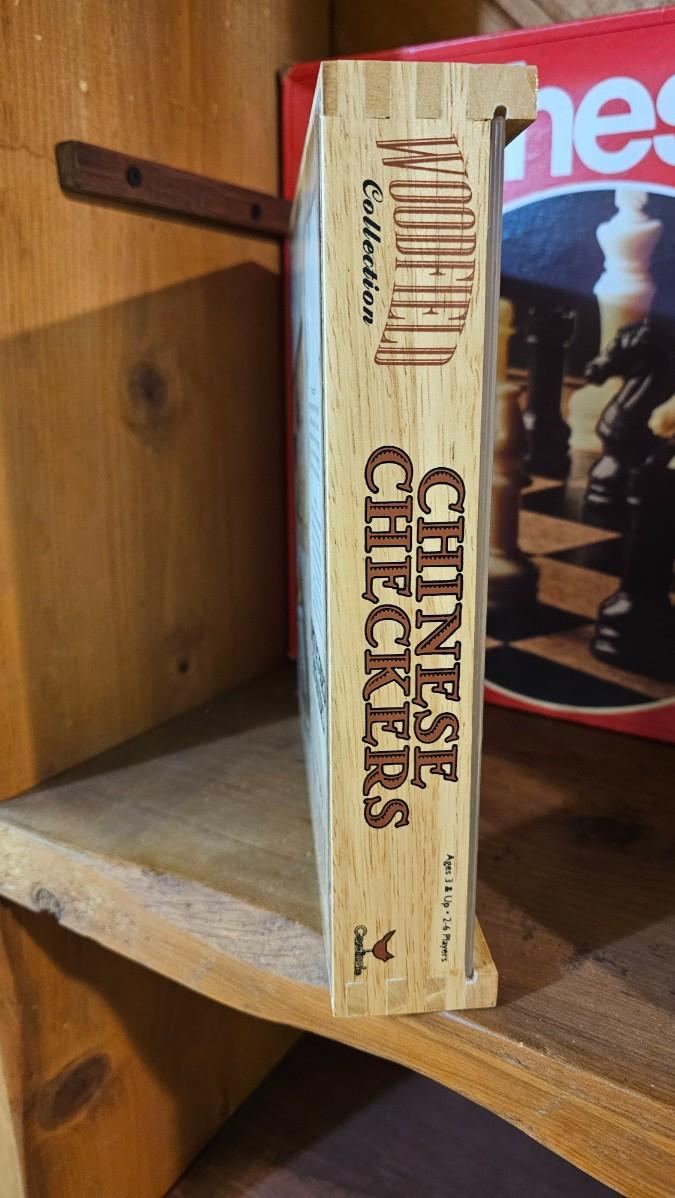 WOODFIELD
Collection
CHINESE
CHECKERS
Ages 3 & Up • 2-6 Players
Cardinal
hes